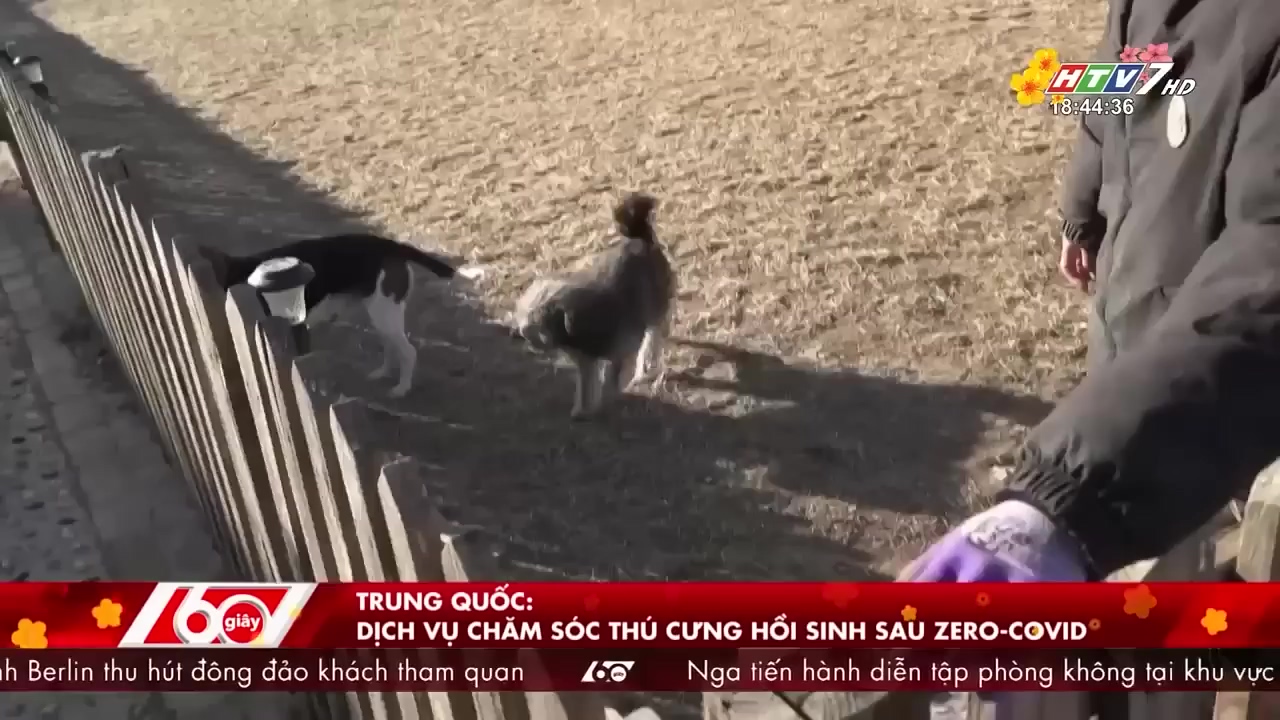 HTV7 HD
18:44:36
60 giây
TRUNG QUỐC:
DỊCH VỤ CHĂM SÓC THÚ CƯNG HỒI SINH SAU ZERO-COVID
Berlin thu hút đông đảo khách tham quan 60 Nga tiến hành diễn tập phòng không tại khu vực